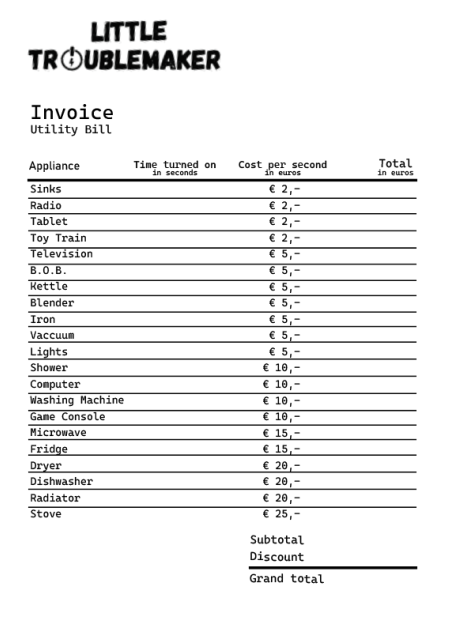 LITTLE
TROUBLEMAKER
Invoice
Utility Bill
Appliance Time turned on in seconds Cost per second in euros Total in euros
Sinks € 2,-
Radio € 2,-
Tablet € 2,-
Toy Train € 2,-
Television € 5,-
B.O.B. € 5,-
Kettle € 5,-
Blender € 5,-
Iron € 5,-
Vaccuum € 5,-
Lights € 5,-
Shower € 10,-
Computer € 10,-
Washing Machine € 10,-
Game Console € 10,-
Microwave € 15,-
Fridge € 15,-
Dryer € 20,-
Dishwasher € 20,-
Radiator € 20,-
Stove € 25,-
Subtotal
Discount
Grand total